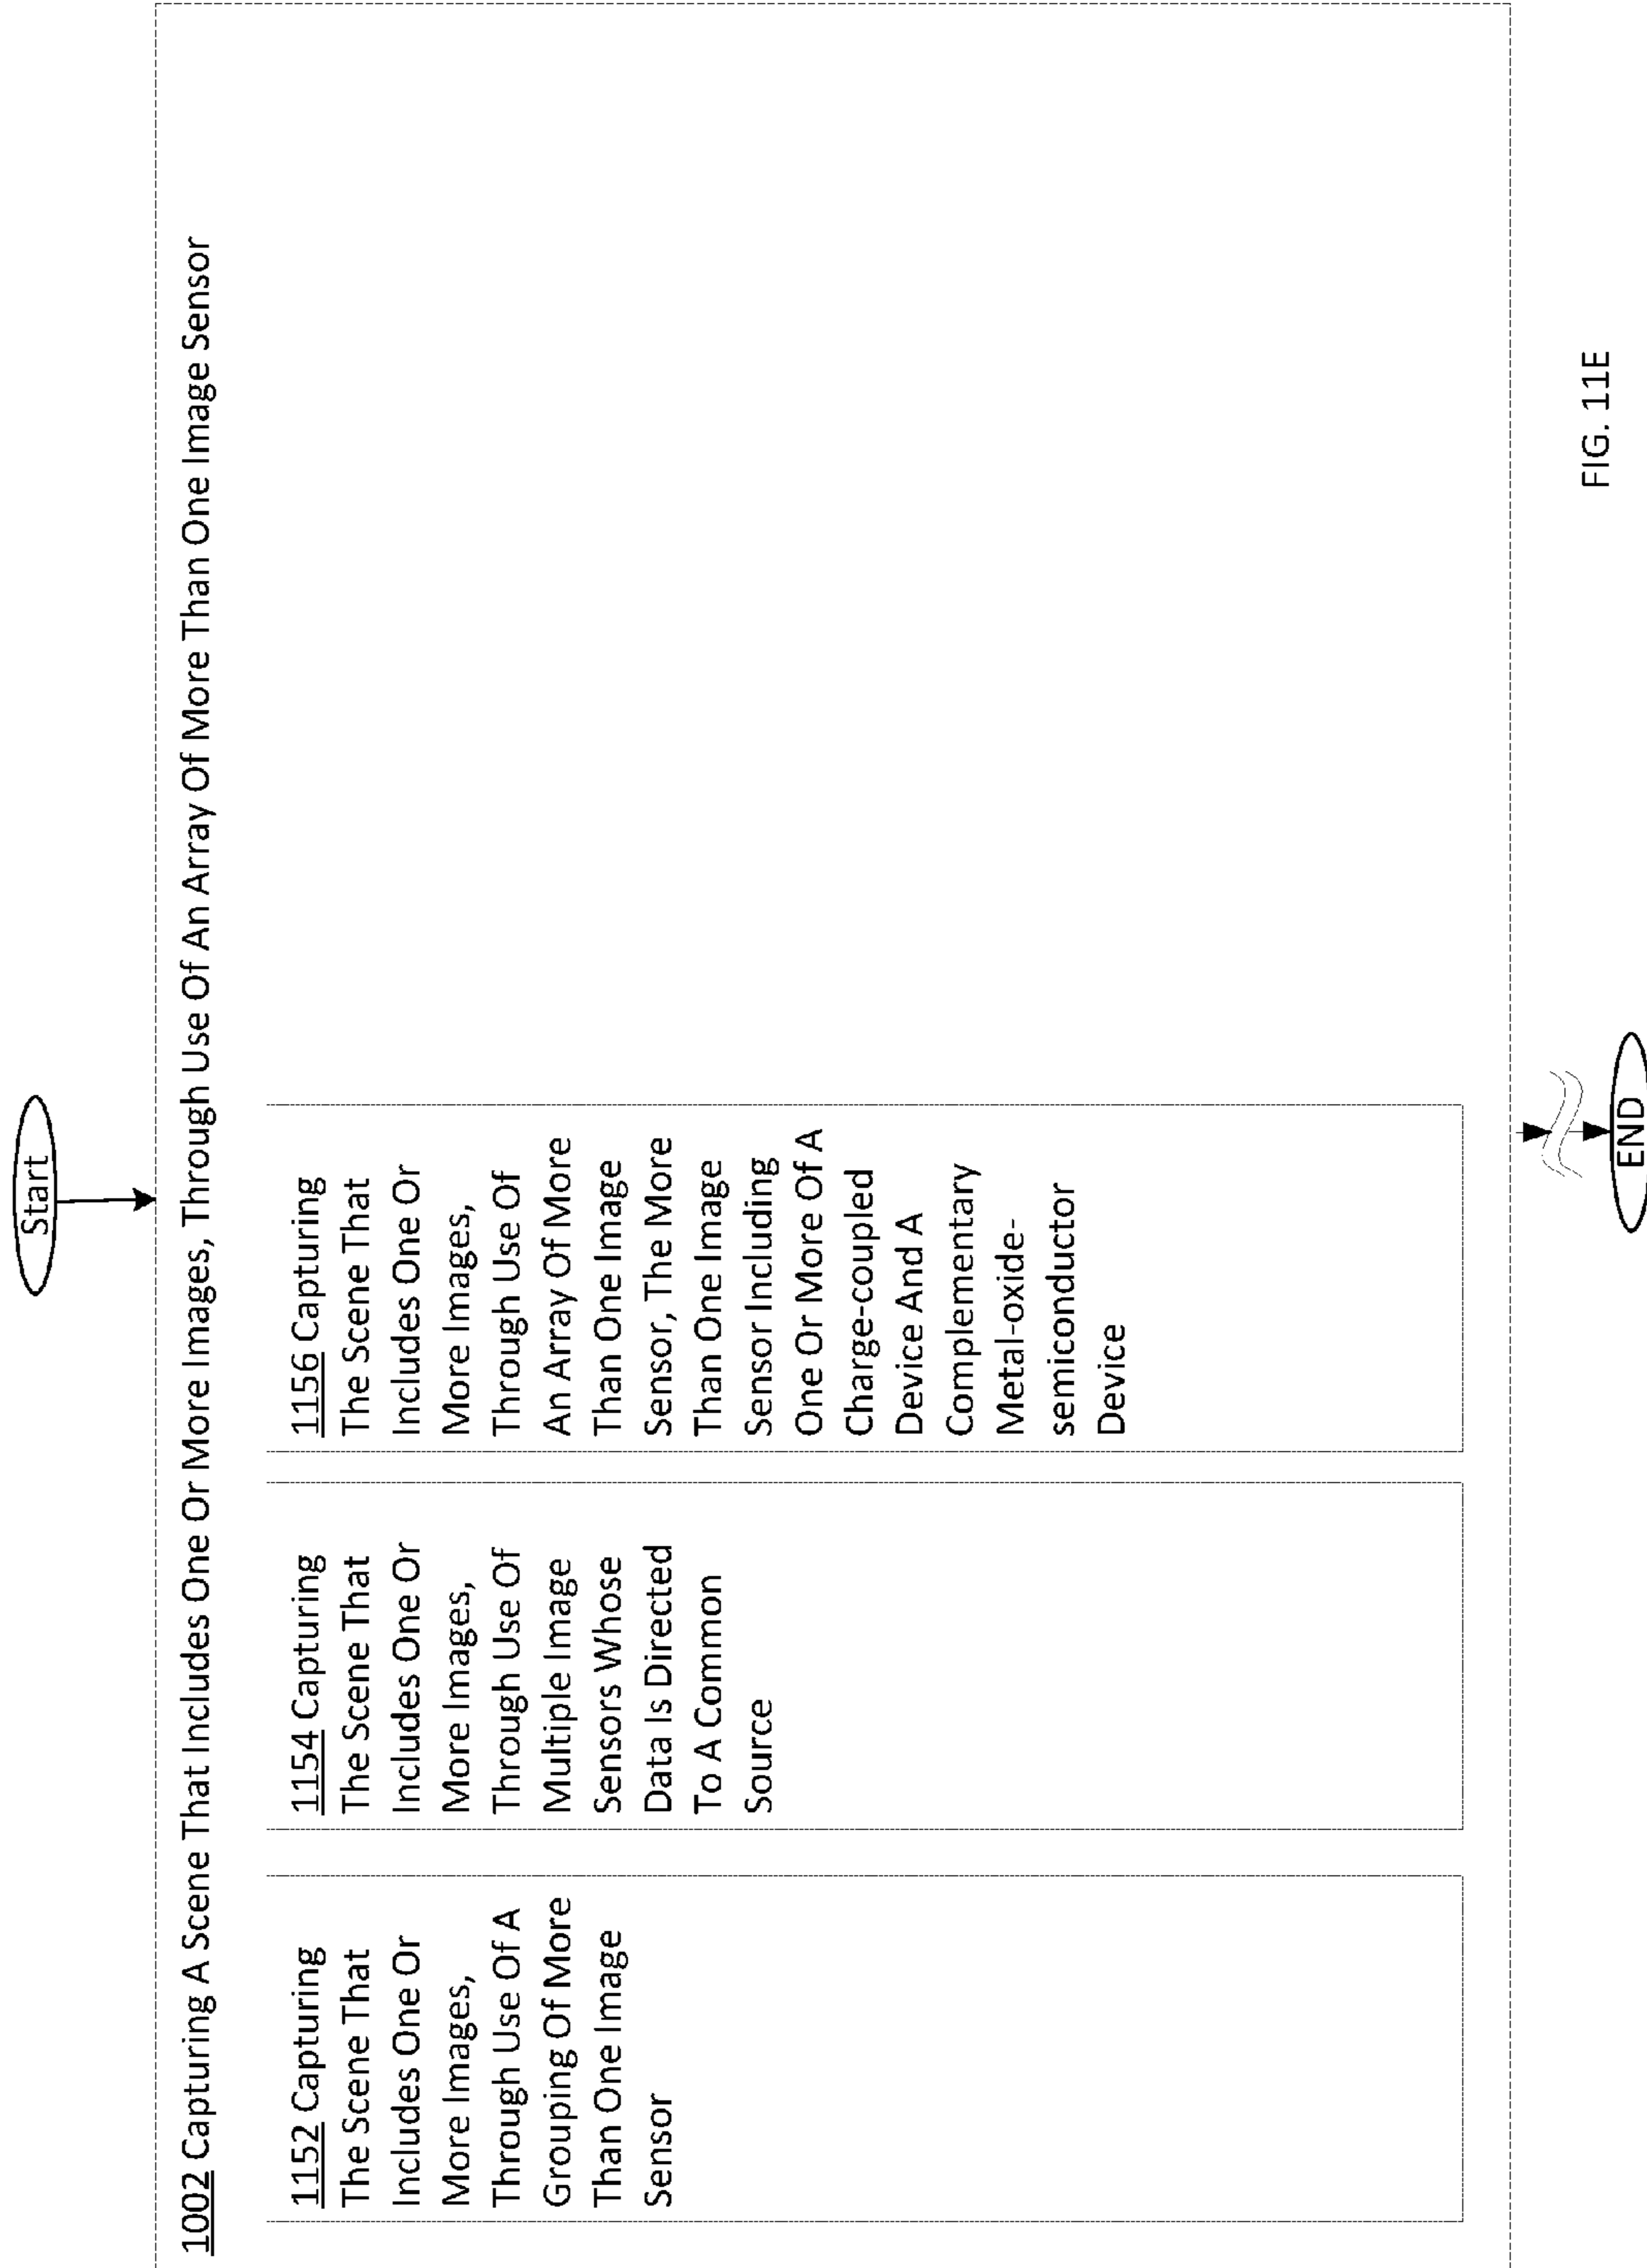 Start
1002 Capturing A Scene That Includes One Or More Images, Through Use Of An Array Of More Than One Image Sensor
1152 Capturing
The Scene That
Includes One Or
More Images,
Through Use Of A
Grouping Of More
Than One Image
Sensor
1154 Capturing
The Scene That
Includes One Or
More Images,
Through Use Of
Multiple Image
Sensors Whose
Data Is Directed
To A Common
Source
1156 Capturing
The Scene That
Includes One Or
More Images,
Through Use Of
An Array Of More
Than One Image
Sensor, The More
Than One Image
Sensor Including
One Or More Of A
Charge-coupled
Device And A
Complementary
Metal-oxide-
semiconductor
Device
END
FIG. 11E